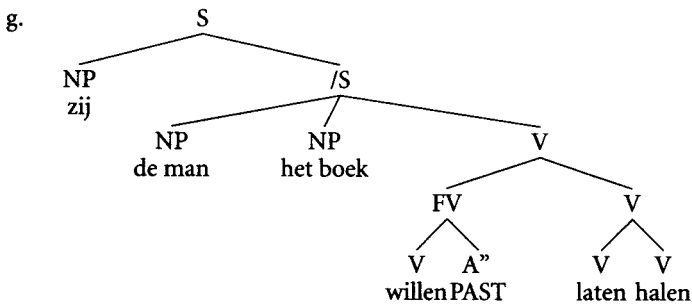 g. S
NP /S
zij
NP NP V
de man het boek
FV V
V A” V V
willen PAST laten halen